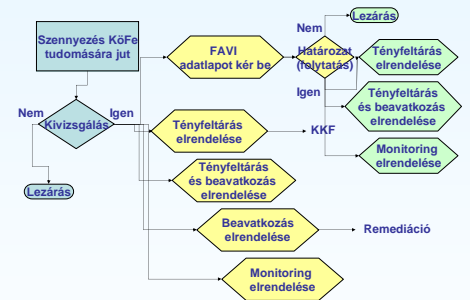 Szennyezés KöFe
tudomására jut
Nem
Kivizsgálás
Igen
Lezárás
FAVI
adatlapot kér be
Nem
Lezárás
Határozat
(folytatás)
Igen
Tényfeltárás
elrendelése
Tényfeltárás
és beavatkozás
elrendelése
Monitoring
elrendelése
Tényfeltárás
elrendelése
KKF
Tényfeltárás
és beavatkozás
elrendelése
Beavatkozás
elrendelése
Remediáció
Monitoring
elrendelése